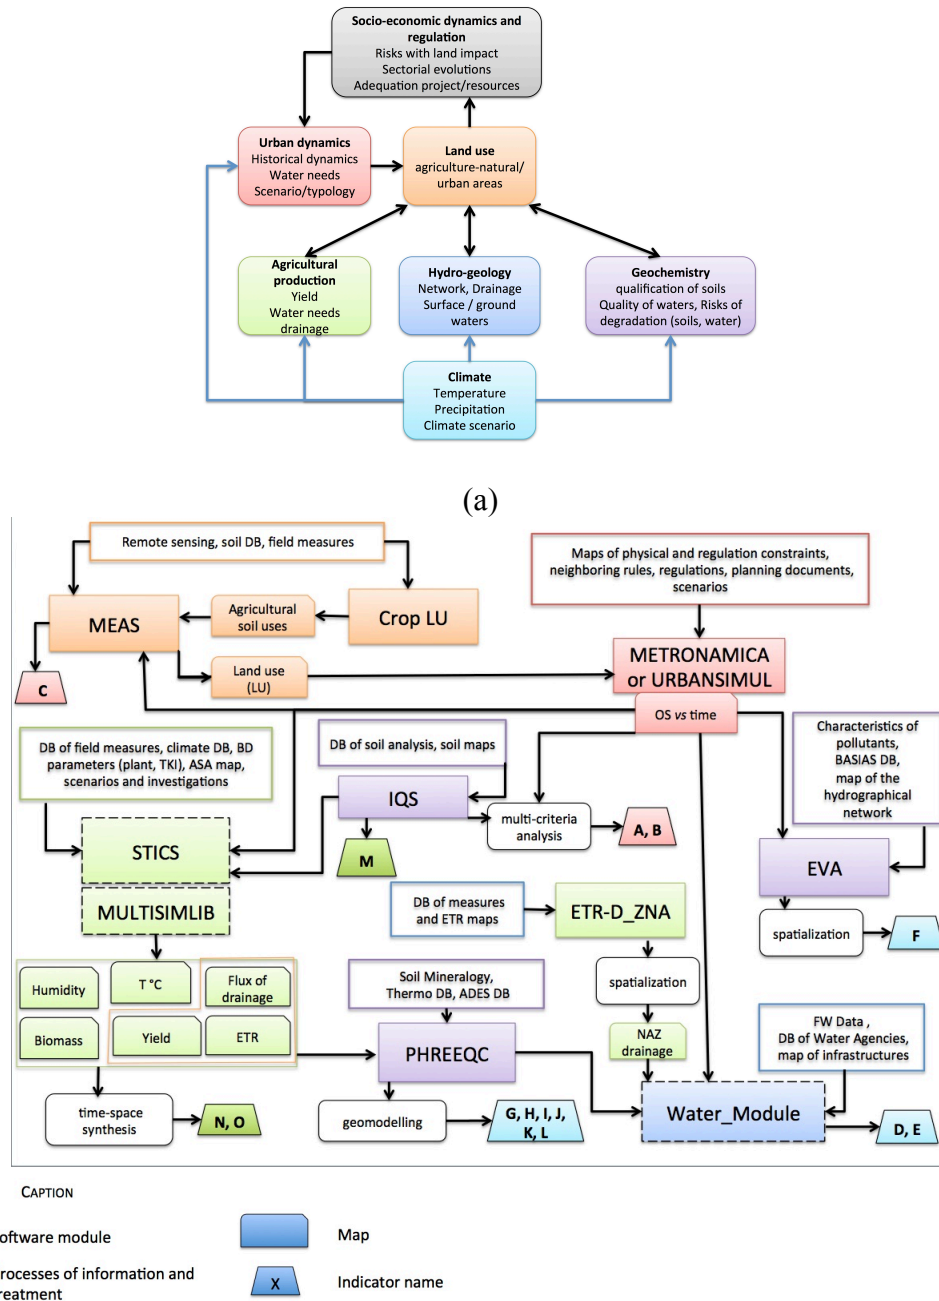 Socio-economic dynamics and
regulation
Risks with land impact
Sectorial evolutions
Adequation project/resources
Urban dynamics
Historical dynamics
Water needs
Scenario/typology
Land use
agriculture-natural/
urban areas
Agricultural
production
Yield
Water needs
drainage
Hydro-geology
Network, Drainage
Surface / ground
waters
Geochemistry
qualification of soils
Quality of waters, Risks of
degradation (soils, water)
Climate
Temperature
Precipitation
Climate scenario
(a)
Remote sensing, soil DB, field measures
Maps of physical and regulation constraints,
neighboring rules, regulations, planning documents,
scenarios
MEAS
Agricultural
soil uses
Crop LU
Land use
(LU)
METRONAMICA
or URBANSIMUL
C
OS vs time
DB of field measures, climate DB, BD
parameters (plant, TKI), ASA map,
scenarios and investigations
DB of soil analysis, soil maps
Characteristics of
pollutants,
BASIAS DB,
map of the
hydrographical
network
IQS
multi-criteria
analysis
A, B
STICS
M
EVA
MULTISIMLIB
DB of measures
and ETR maps
ETR-D_ZNA
spatialization
F
Humidity
T °C
Flux of
drainage
Biomass
Yield
ETR
Soil Mineralogy,
Thermo DB, ADES DB
spatialization
PHREEQC
NAZ
drainage
FW Data ,
DB of Water Agencies,
map of infrastructures
time-space
synthesis
N, O
geomodelling
G, H, I, J,
K, L
Water_Module
D, E
CAPTION
oftware module
Map
rocesses of information and
reatment
X
Indicator name